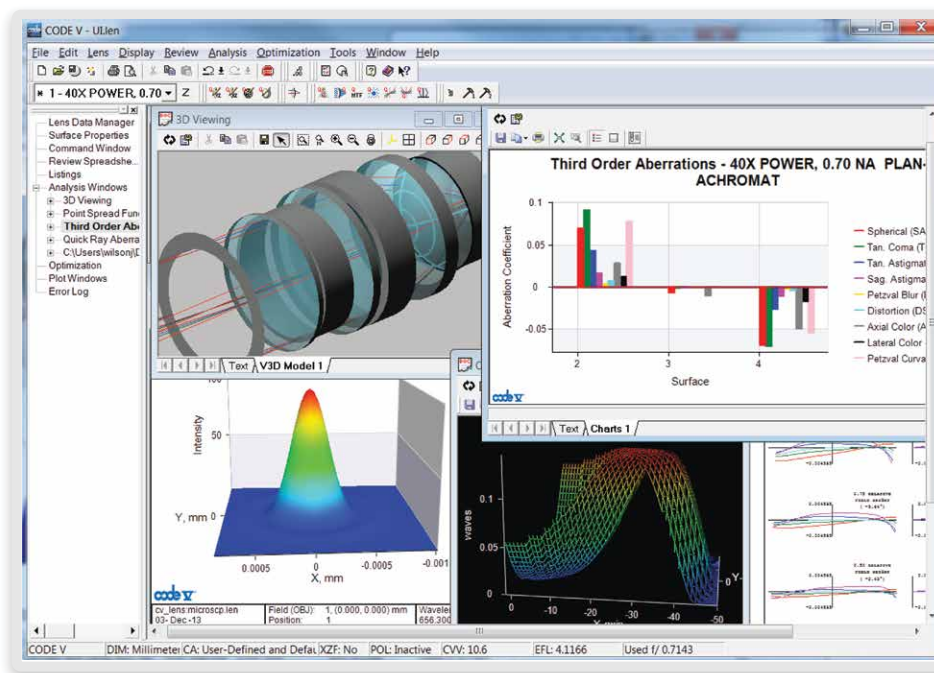 CODE V - UI.len
File Edit Lens Display Review Analysis Optimization Tools Window Help
1 - 40X POWER, 0.70
Z
MTF
Lens Data Manager
Surface Properties
Command Window
Review Spreadshe...
Listings
Analysis Windows
3D Viewing
Point Spread Fun
Third Order Abe
Quick Ray Aberra
C:\Users\wilsonj\D
Optimization
Plot Windows
Error Log
3D Viewing
Text V3D Model 1
Third Order Aberrations - 40X POWER, 0.70 NA PLAN-
ACHROMAT
Aberration Coefficient
0.1
0.05
0
-0.05
2 3 4
Surface
Spherical (SA
Tan. Coma (T
Tan. Astigmat
Sag. Astigma
Petzval Blur (
Distortion (DS
Axial Color (A
Lateral Color
Petzval Curva
code V
Text Charts 1
Intensity
50
Y, mm 0
0.0005 0 -0.0005 -0.001
X, mm
code V
cv_lens:microscp.len
03- Dec -13
Field (OBJ): 1, (0.000, 0.000) mm
Position: 1
Wavele
656.300
waves
0.1
0.05
0
0 -10 -20 -30 -40 -50
0 Y-
CODE V DIM: Millimeter CA: User-Defined and Defau XZF: No POL: Inactive CVV: 10.6 EFL: 4.1166 Used f/ 0.7143